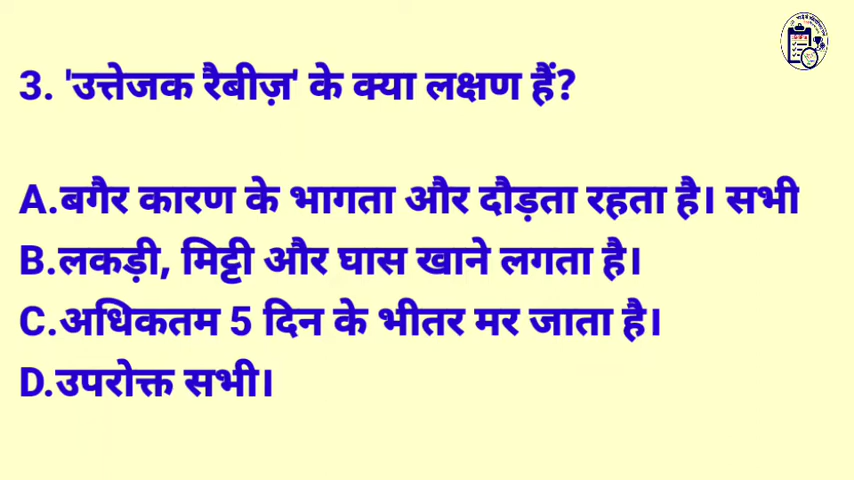 3. 'उत्तेजक रैबीज़' के क्या लक्षण हैं?
A.बगैर कारण के भागता और दौड़ता रहता है। सभी
B.लकड़ी, मिट्टी और घास खाने लगता है।
C.अधिकतम 5 दिन के भीतर मर जाता है।
D.उपरोक्त सभी।